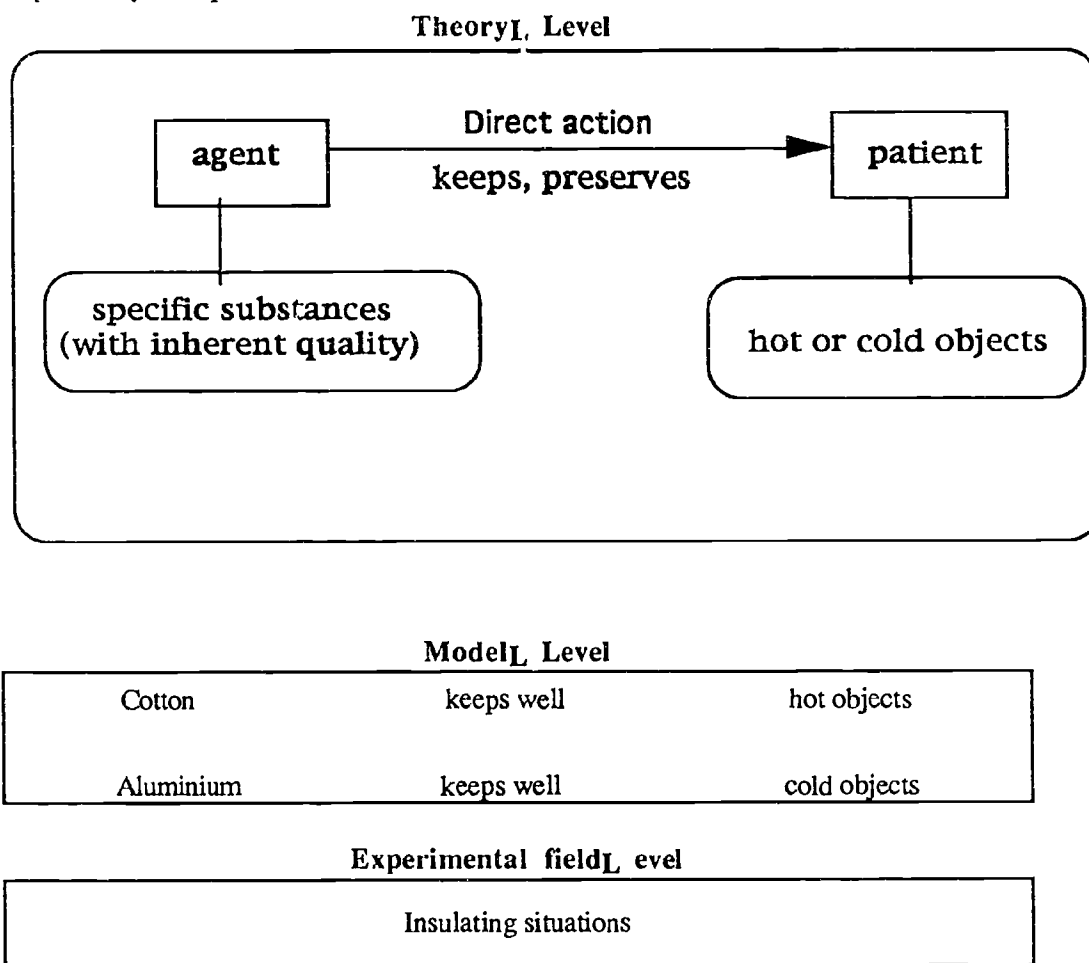 TheoryL Level
Direct action
agent
patient
keeps, preserves
specific substances
(with inherent quality)
hot or cold objects
ModelL Level
Cotton keeps well hot objects
Aluminium keeps well cold objects
Experimental fieldL evel
Insulating situations